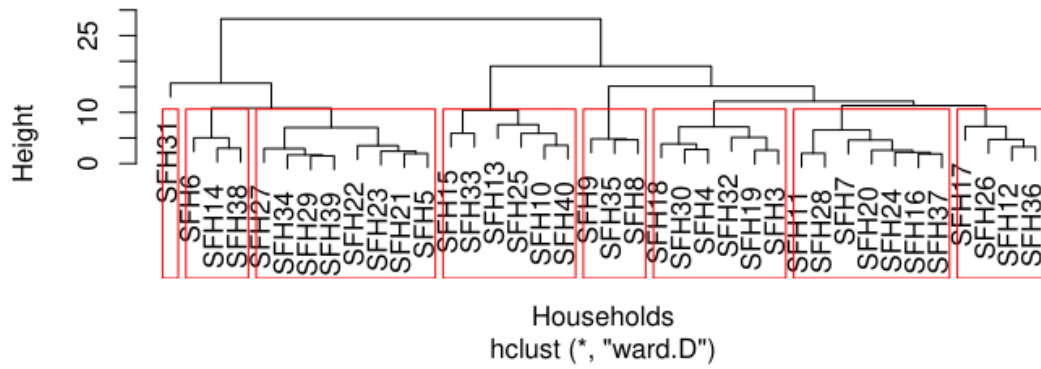 Height
25
10
0
SFH31
SFH6
SFH14
SFH38
SFH27
SFH34
SFH29
SFH39
SFH22
SFH23
SFH21
SFH5
SFH15
SFH33
SFH13
SFH25
SFH10
SFH40
SFH9
SFH35
SFH8
SFH18
SFH30
SFH4
SFH32
SFH19
SFH3
SFH11
SFH28
SFH7
SFH20
SFH24
SFH16
SFH37
SFH17
SFH26
SFH12
SFH36
Households
hclust (*, "ward.D")